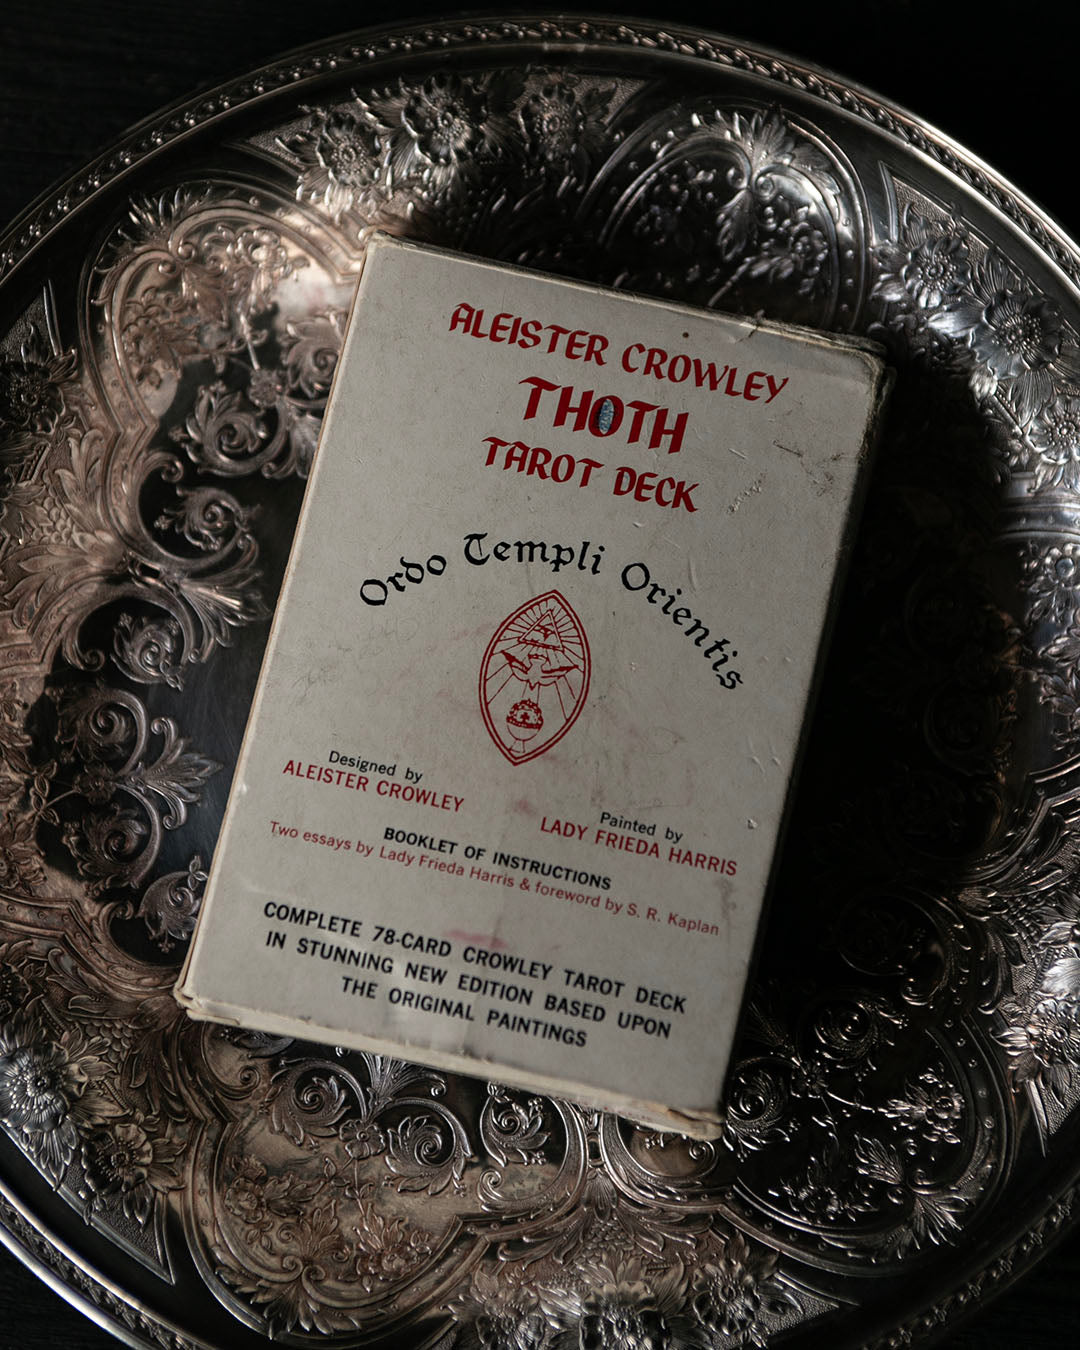 ALEISTER CROWLEY
THOTH
TAROT DECK
Ordo Templi Orientis
Designed by
ALEISTER CROWLEY
Painted by
LADY FRIEDA HARRIS
BOOKLET OF INSTRUCTIONS
Two essays by Lady Frieda Harris & foreword by S. R. Kaplan
COMPLETE 78-CARD CROWLEY TAROT DECK
IN STUNNING NEW EDITION BASED UPON
THE ORIGINAL PAINTINGS